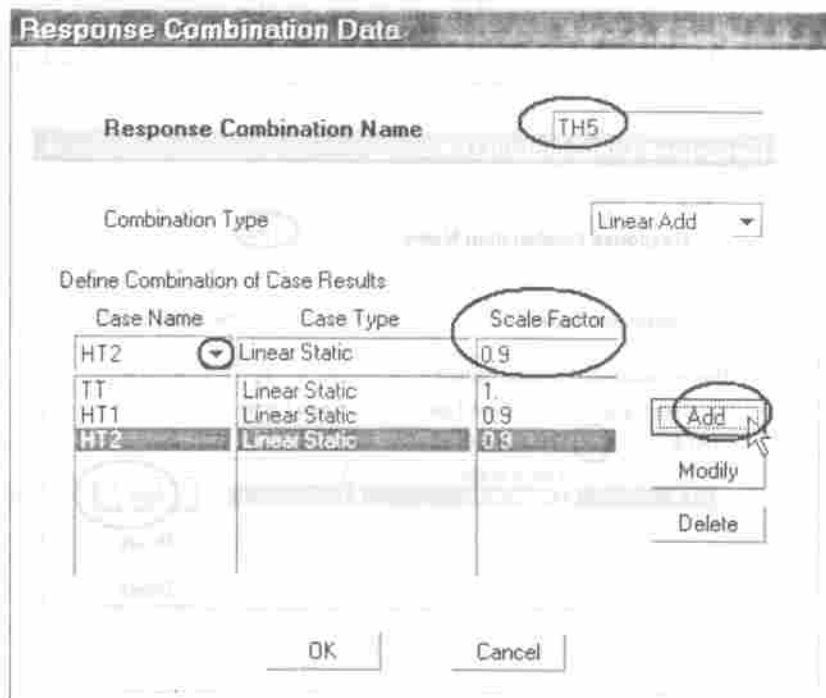 Response Combination Data
Response Combination Name TH5
Combination Type Linear Add
Define Combination of Case Results
Case Name Case Type Scale Factor
HT2 Linear Static 0.9
TT Linear Static 1.
HT1 Linear Static 0.9
HT2 Linear Static 0.9
Add
Modify
Delete
OK Cancel